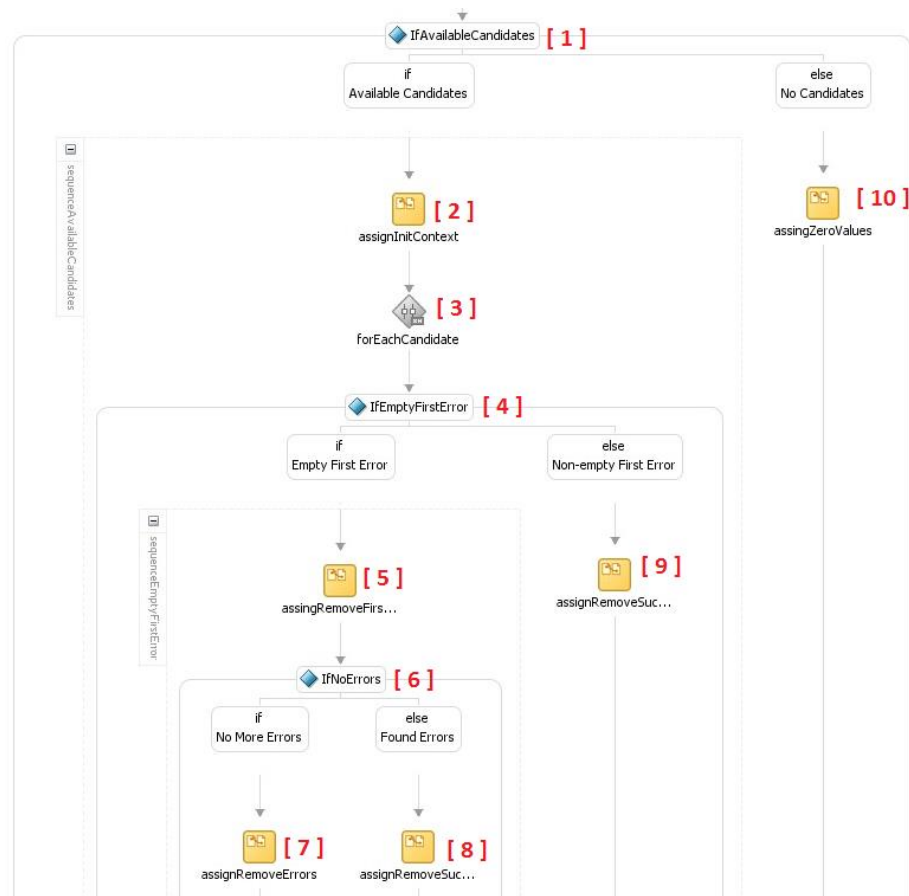 IfAvailableCandidates [ 1 ]
if
Available Candidates
else
No Candidates
sequenceAvailableCandidates
[ 2 ]
assignInitContext
[ 10 ]
assingZeroValues
[ 3 ]
forEachCandidate
IfEmptyFirstError [ 4 ]
if
Empty First Error
else
Non-empty First Error
sequenceEmptyFirstError
[ 5 ]
assingRemoveFirs...
[ 9 ]
assignRemoveSuc...
IfNoErrors [ 6 ]
if
No More Errors
else
Found Errors
[ 7 ]
assignRemoveErrors
[ 8 ]
assignRemoveSuc...